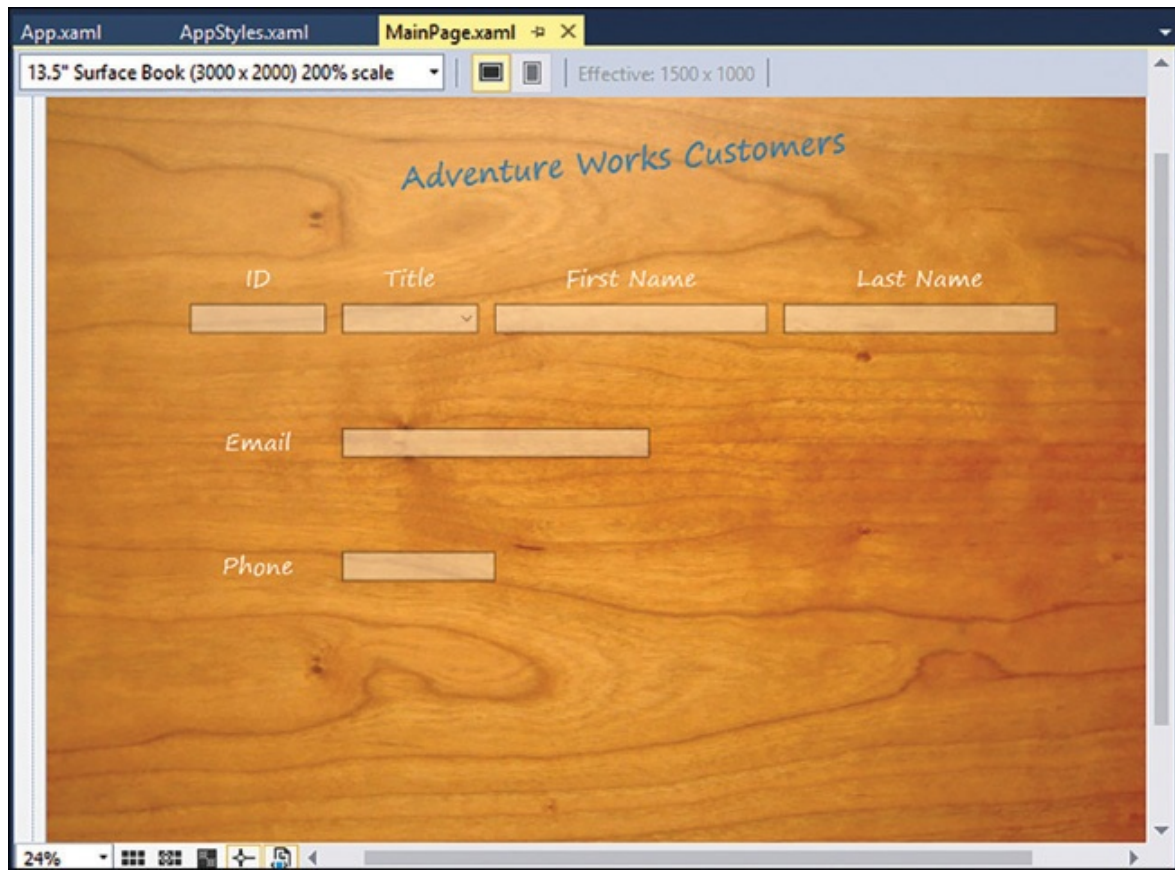 App.xaml AppStyles.xaml MainPage.xaml
13.5" Surface Book (3000 x 2000) 200% scale Effective: 1500 x 1000
Adventure Works Customers
ID Title First Name Last Name
Email
Phone
24%